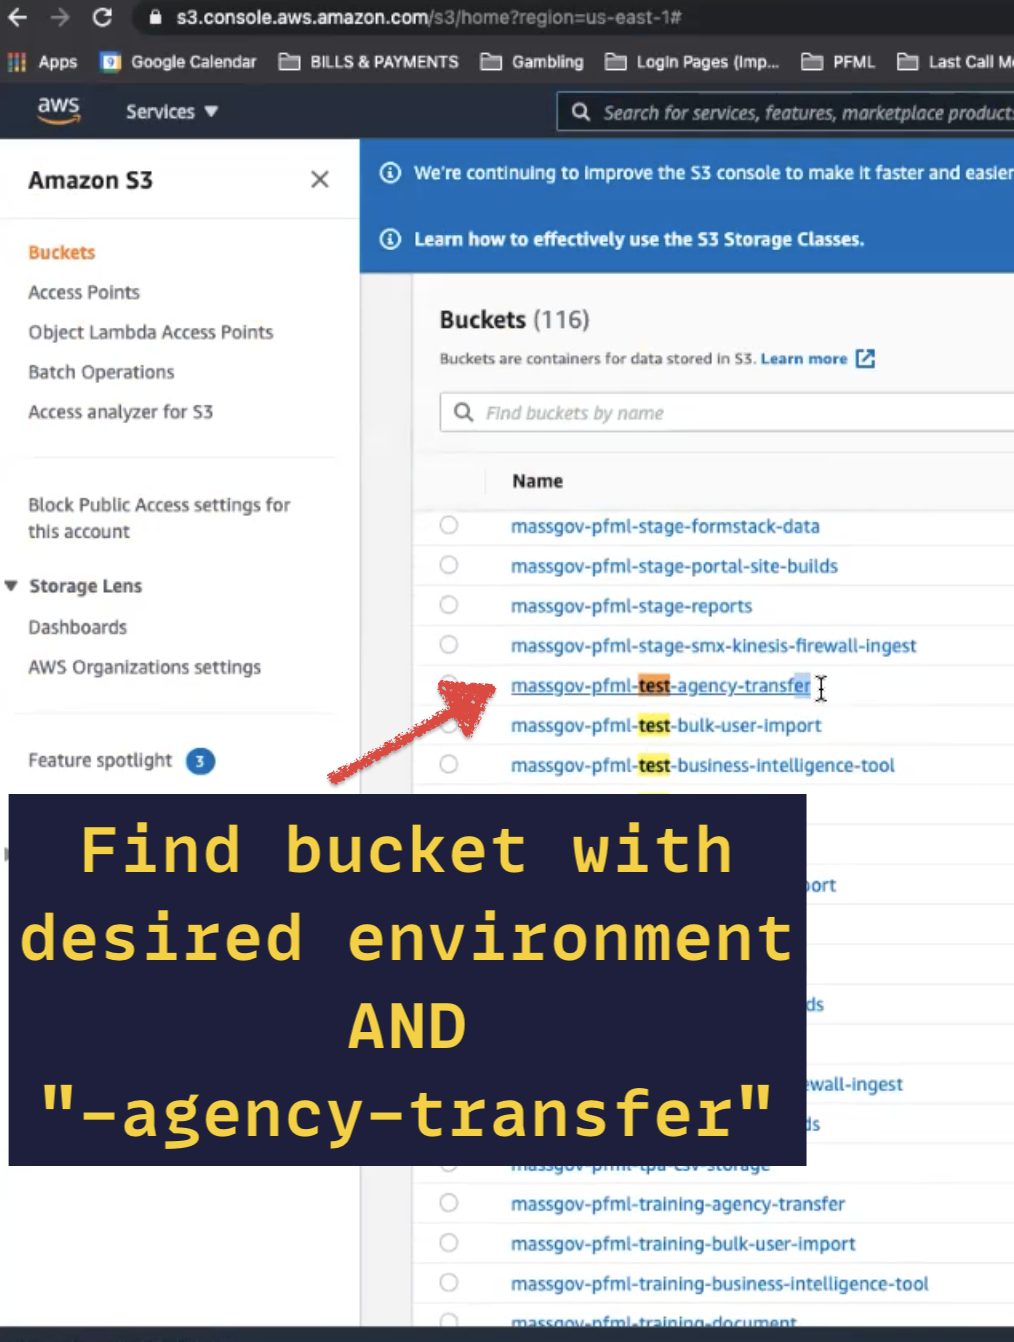 s3.console.aws.amazon.com/s3/home?region=us-east-1#
Apps
9
Google Calendar
BILLS & PAYMENTS
Gambling
Login Pages (Imp...
PFML
Last Call
aws
Services ▼
Search for services, features, marketplace products
Amazon S3
We're continuing to improve the S3 console to make it faster and easier
Learn how to effectively use the S3 Storage Classes.
Buckets
Access Points
Object Lambda Access Points
Batch Operations
Access analyzer for S3
Block Public Access settings for
this account
Storage Lens
Dashboards
AWS Organizations settings
Feature spotlight 3
Buckets (116)
Buckets are containers for data stored in S3. Learn more
Find buckets by name
Name
massgov-pfml-stage-formstack-data
massgov-pfml-stage-portal-site-builds
massgov-pfml-stage-reports
massgov-pfml-stage-smx-kinesis-firewall-ingest
massgov-pfml-test-agency-transfer
massgov-pfml-test-bulk-user-import
massgov-pfml-test-business-intelligence-tool
Find bucket with
desired environment
AND
"-agency-transfer"
port
ds
ewall-ingest
ds
massgov-pfml-tpa-csv-storage
massgov-pfml-training-agency-transfer
massgov-pfml-training-bulk-user-import
massgov-pfml-training-business-intelligence-tool
massgov-pfml-training-document